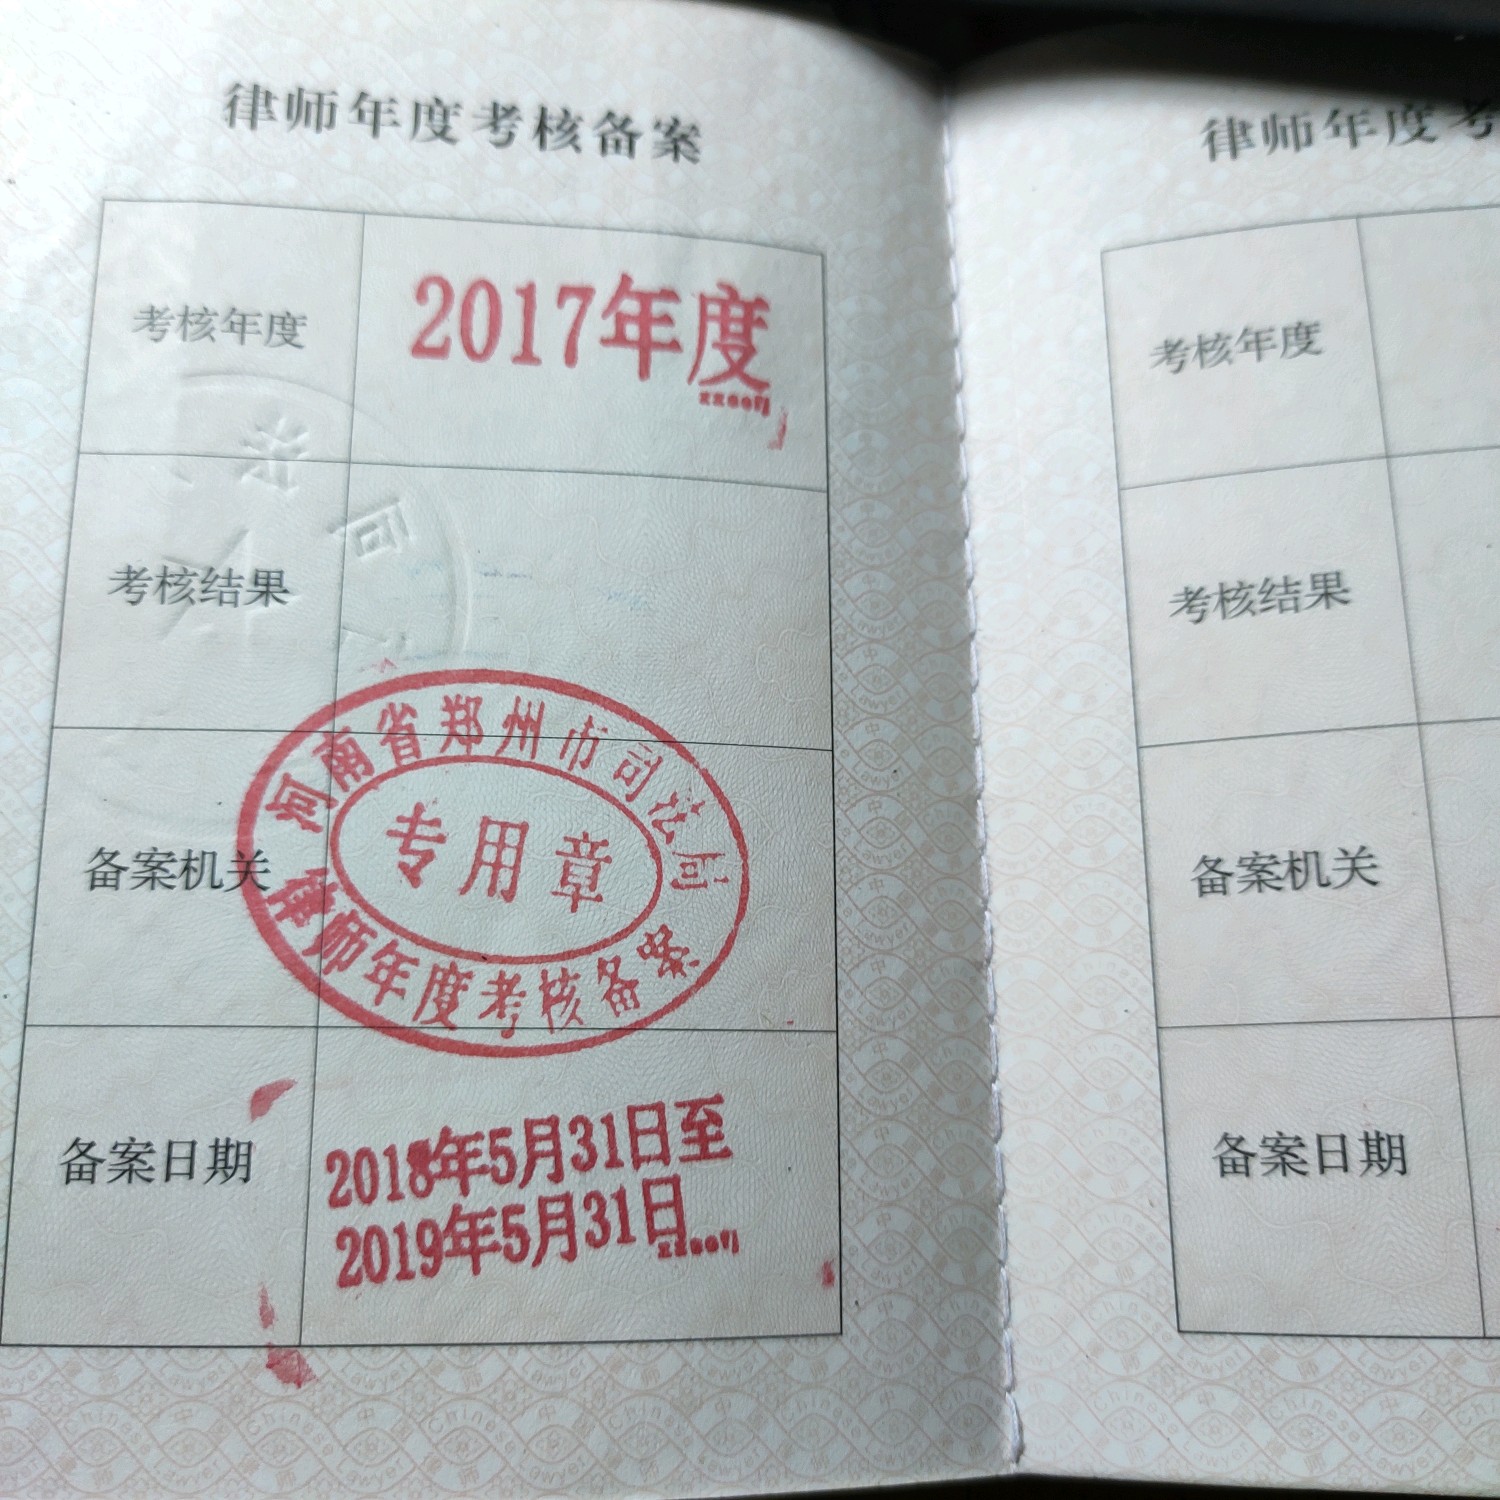 律师年度考核备案
考核年度
2017年度
考核结果
备案机关
河南省郑州市司法局
专用章
律师年度考核备案
备案日期
2018年5月31日至
2019年5月31日
律师年度考
考核年度
考核结果
备案机关
备案日期